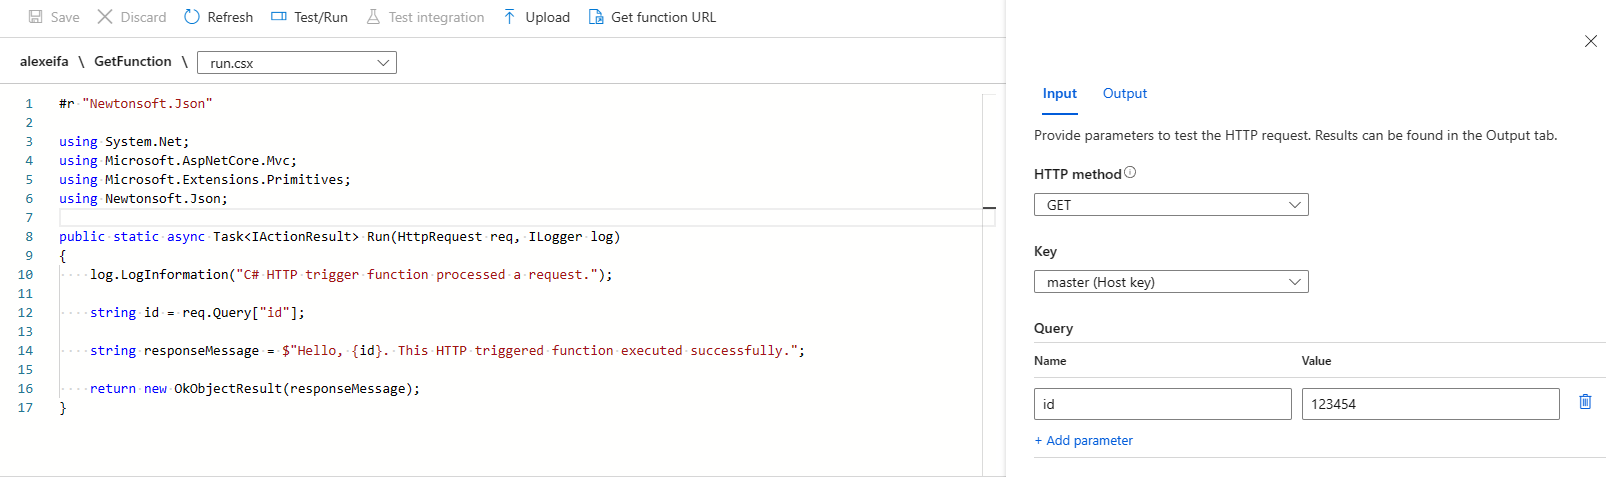 Save Discard Refresh Test/Run Test integration Upload Get function URL
alexeifa \ GetFunction \ run.csx
1 #r "Newtonsoft.Json"
2
3 using System.Net;
4 using Microsoft.AspNetCore.Mvc;
5 using Microsoft.Extensions.Primitives;
6 using Newtonsoft.Json;
7
8 public static async Task<IActionResult> Run(HttpRequest req, ILogger log)
9 {
10 log.LogInformation("C# HTTP trigger function processed a request.");
11
12 string id = req.Query["id"];
13
14 string responseMessage = $"Hello, {id}. This HTTP triggered function executed successfully.";
15
16 return new OkObjectResult(responseMessage);
17 }
Input Output
Provide parameters to test the HTTP request. Results can be found in the Output tab.
HTTP method
GET
Key
master (Host key)
Query
Name Value
id 123454
+ Add parameter